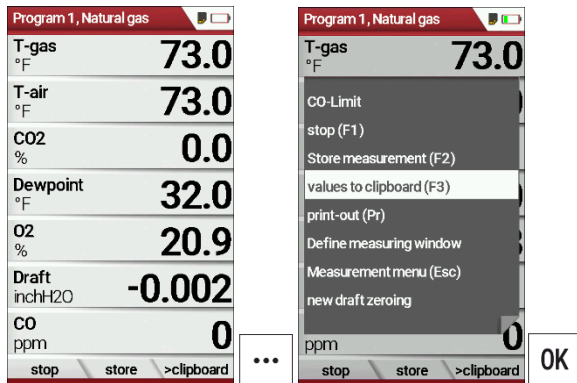 Program 1, Natural gas
T-gas
°F
73.0
T-air
°F
73.0
CO2
%
0.0
Dewpoint
°F
32.0
O2
%
20.9
Draft
inchH2O
-0.002
CO
ppm
0
stop
store
>clipboard
...
Program 1, Natural gas
T-gas
°F
73.0
CO-Limit
stop (F1)
Store measurement (F2)
values to clipboard (F3)
print-out (Pr)
Define measuring window
Measurement menu (Esc)
new draft zeroing
ppm
0
stop
store
>clipboard
OK